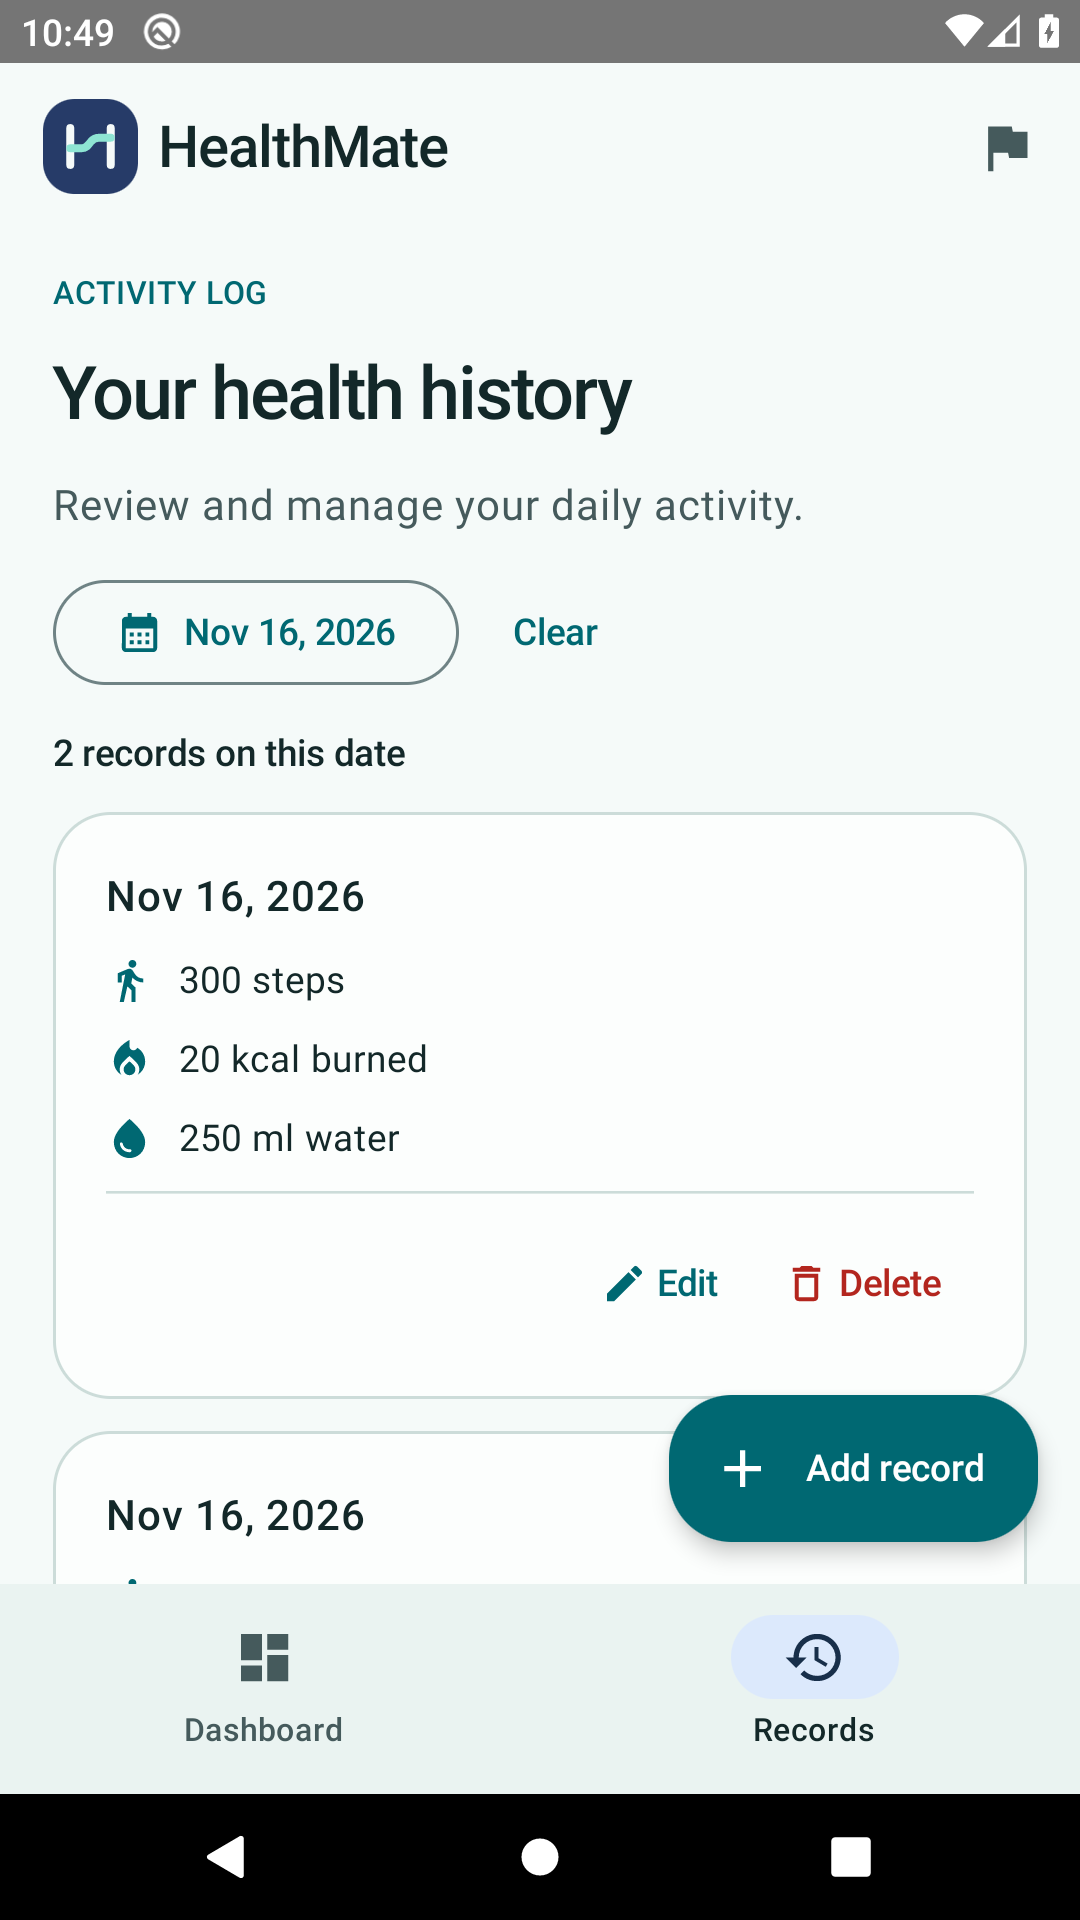 10:49
HealthMate
ACTIVITY LOG
Your health history
Review and manage your daily activity.
Nov 16, 2026
Clear
2 records on this date
Nov 16, 2026
300 steps
20 kcal burned
250 ml water
Edit
Delete
Add record
Nov 16, 2026
Dashboard
Records